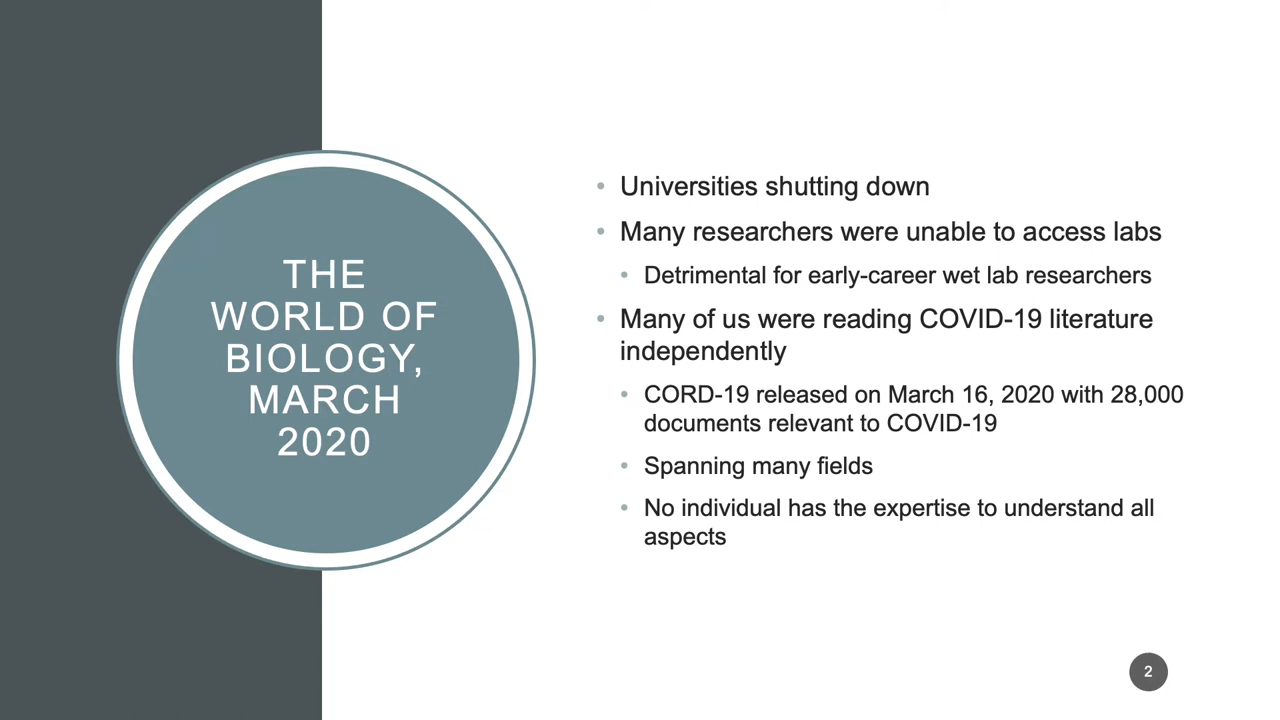 THE
WORLD OF
BIOLOGY,
MARCH
2020
• Universities shutting down
• Many researchers were unable to access labs
• Detrimental for early-career wet lab researchers
• Many of us were reading COVID-19 literature
independently
• CORD-19 released on March 16, 2020 with 28,000
documents relevant to COVID-19
• Spanning many fields
• No individual has the expertise to understand all
aspects
2